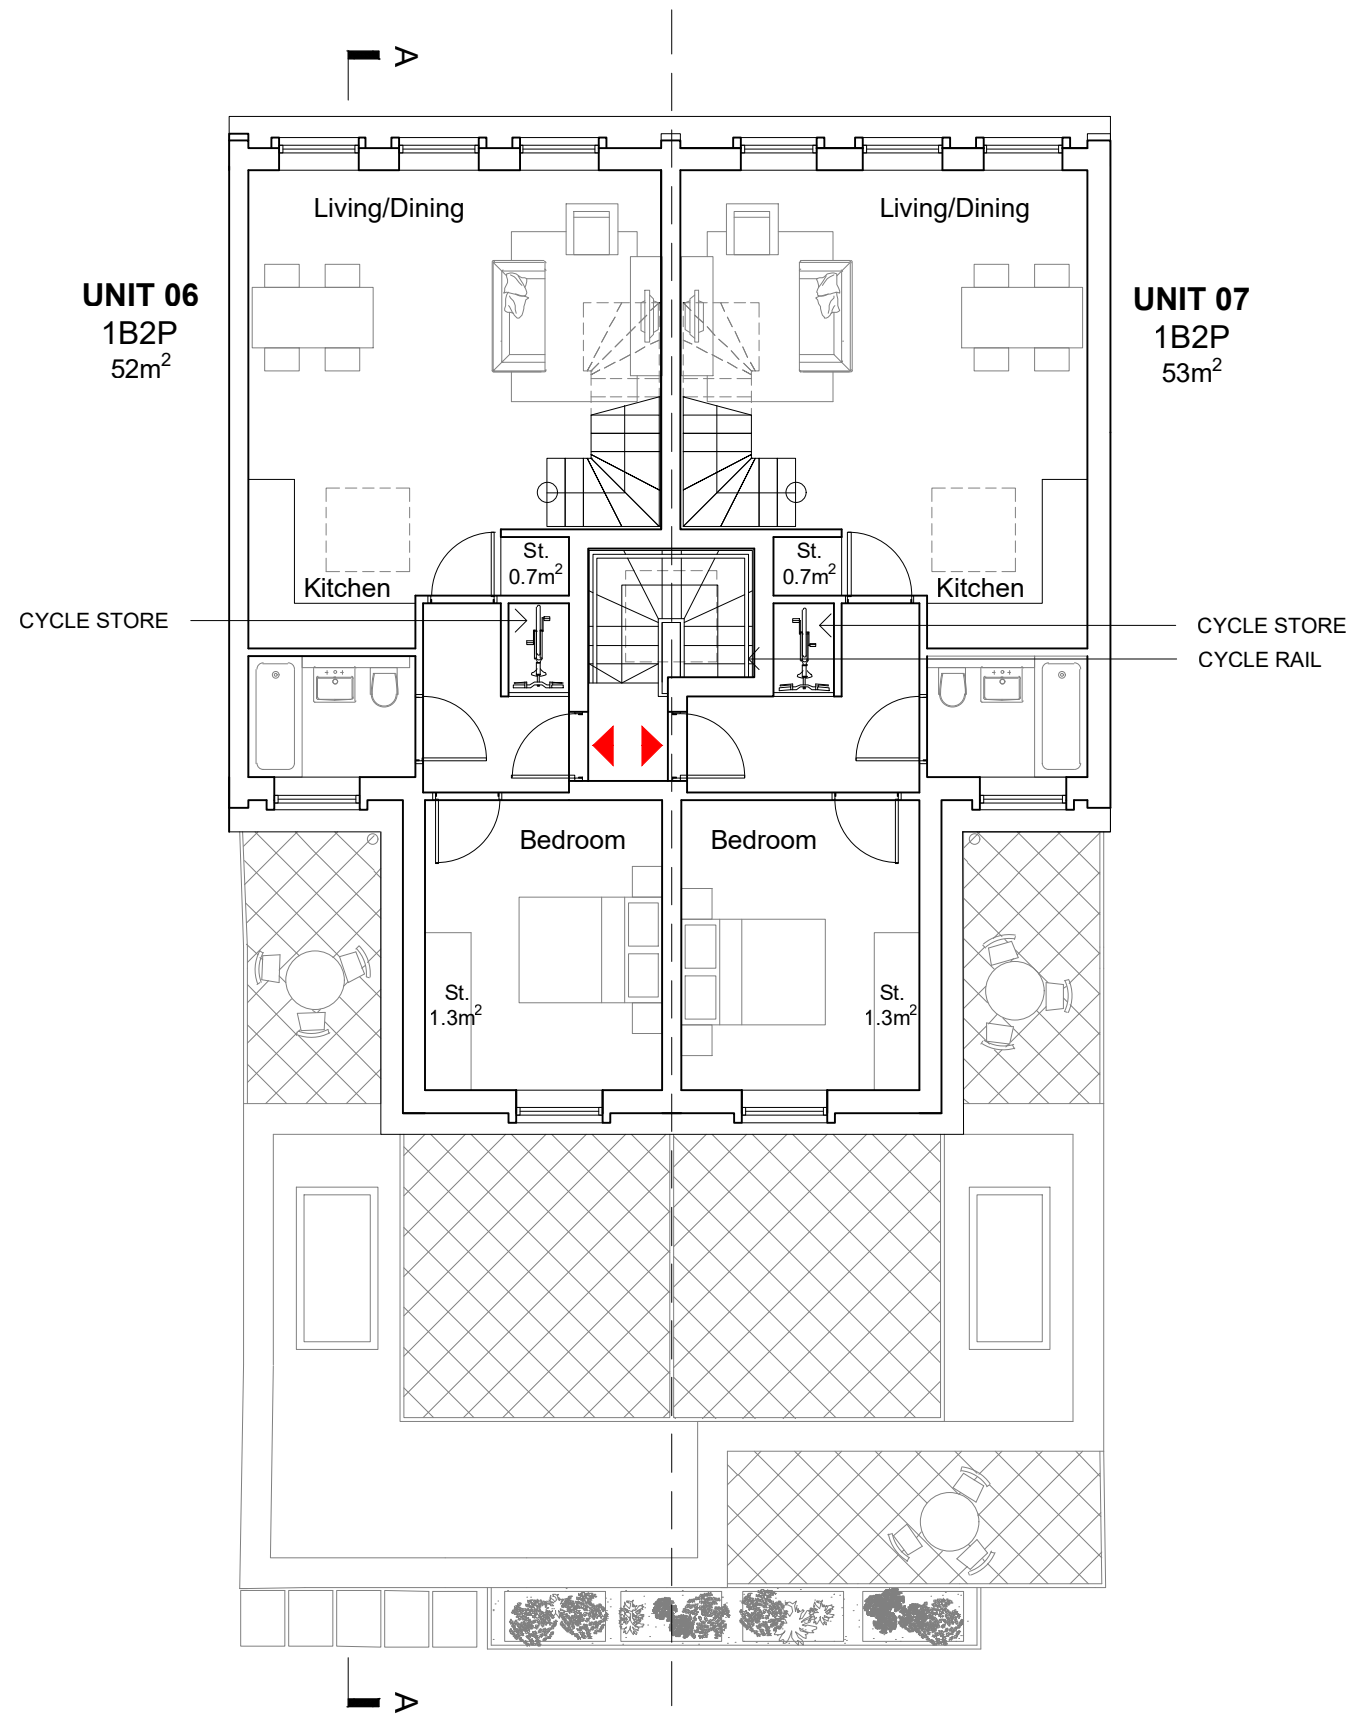 A
Living/Dining
Living/Dining
UNIT 06
1B2P
52m²
UNIT 07
1B2P
53m²
St.
0.7m²
St.
0.7m²
Kitchen
Kitchen
CYCLE STORE
CYCLE STORE
CYCLE RAIL
Bedroom
Bedroom
St.
1.3m²
St.
1.3m²
A